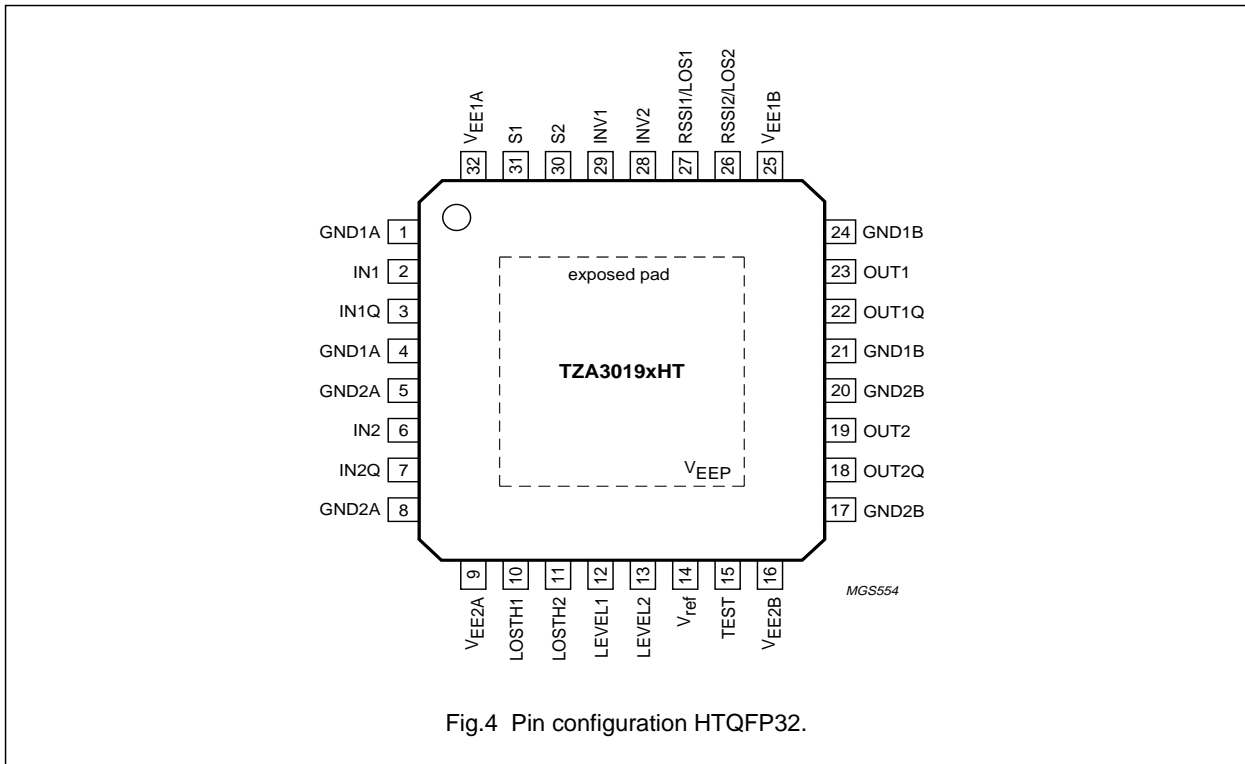 VEE1A
S1
S2
INV1
INV2
RSSI1/LOS1
RSSI2/LOS2
VEE1B
32
31
30
29
28
27
26
25
GND1A 1
IN1 2
IN1Q 3
GND1A 4
GND2A 5
IN2 6
IN2Q 7
GND2A 8
exposed pad
TZA3019xHT
VEEP
24 GND1B
23 OUT1
22 OUT1Q
21 GND1B
20 GND2B
19 OUT2
18 OUT2Q
17 GND2B
9
10
11
12
13
14
15
16
VEE2A
LOSTH1
LOSTH2
LEVEL1
LEVEL2
Vref
TEST
VEE2B
MGS554
Fig.4 Pin configuration HTQFP32.